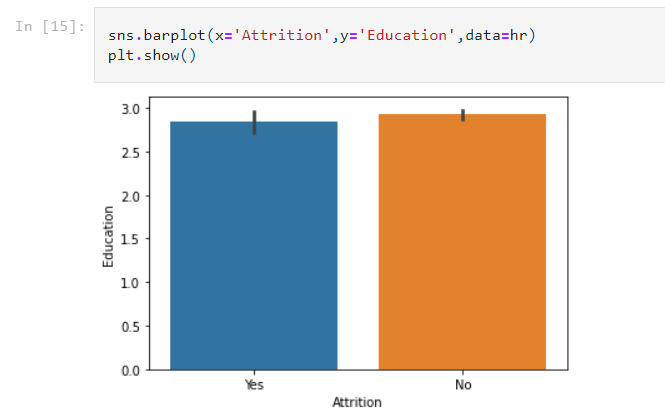 In [15]:
sns.barplot(x='Attrition',y='Education',data=hr)
plt.show()
3.0
2.5
2.0
1.5
1.0
0.5
0.0
Education
Yes No
Attrition